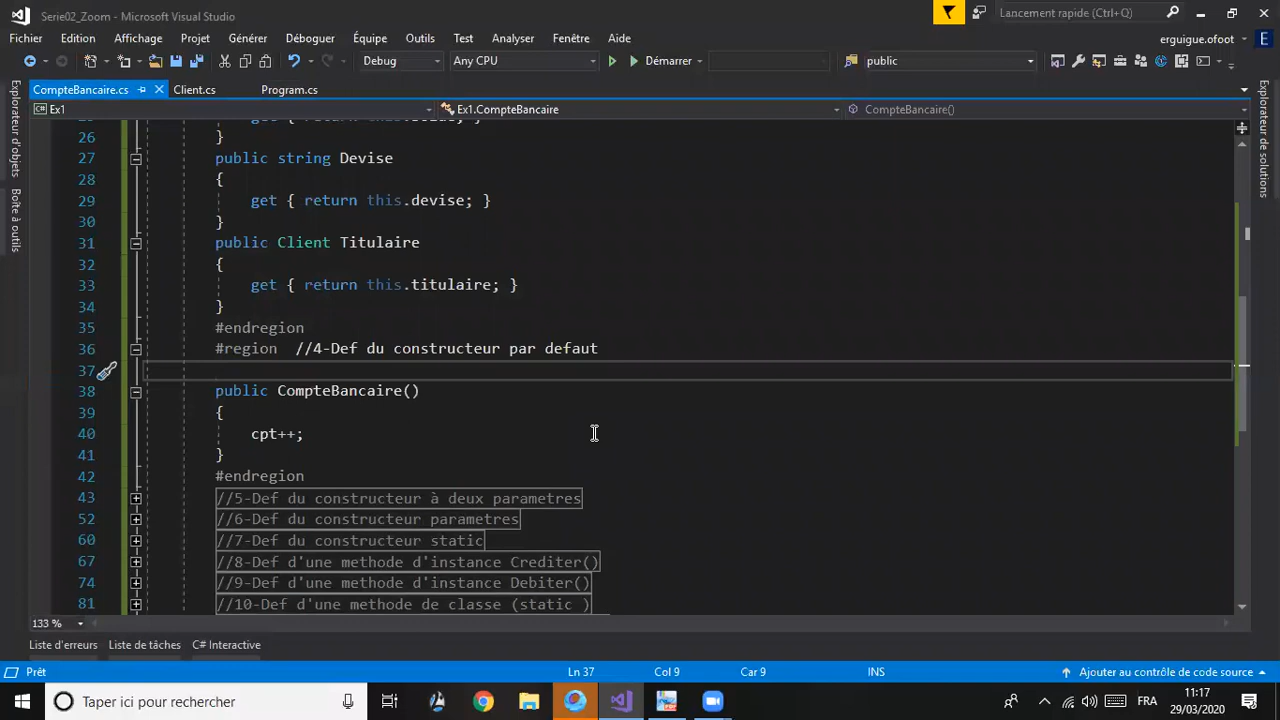 Serie02_Zoom - Microsoft Visual Studio
Lancement rapide (Ctrl+Q)
Fichier Edition Affichage Projet Générer Déboguer Équipe Outils Test Analyser Fenêtre Aide
erguigue.ofoot E
Debug Any CPU Démarrer public
CompteBancaire.cs Client.cs Program.cs
Ex1 Ex1.CompteBancaire CompteBancaire()
Explorateur d'objets
Boîte à outils
Explorateur de solutions
26 }
27 public string Devise
28 {
29 get { return this.devise; }
30 }
31 public Client Titulaire
32 {
33 get { return this.titulaire; }
34 }
35 #endregion
36 #region //4-Def du constructeur par defaut
37
38 public CompteBancaire()
39 {
40 cpt++;
41 }
42 #endregion
43 //5-Def du constructeur à deux parametres
52 //6-Def du constructeur parametres
60 //7-Def du constructeur static
67 //8-Def d'une methode d'instance Crediter()
74 //9-Def d'une methode d'instance Debiter()
81 //10-Def d'une methode de classe (static )
133 %
Liste d'erreurs Liste de tâches C# Interactive
Prêt Ln 37 Col 9 Car 9 INS Ajouter au contrôle de code source
Taper ici pour rechercher
FRA
11:17
29/03/2020